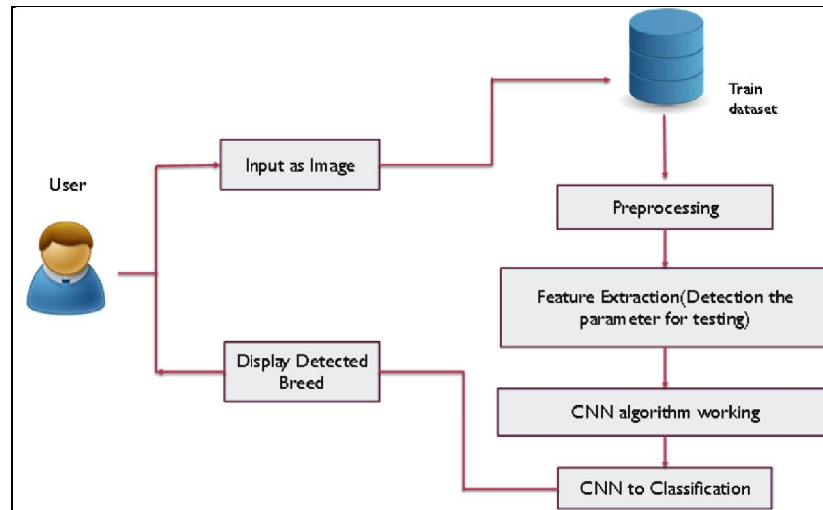 Train
dataset
Input as Image
User
Preprocessing
Feature Extraction(Detection the
parameter for testing)
Display Detected
Breed
CNN algorithm working
CNN to Classification